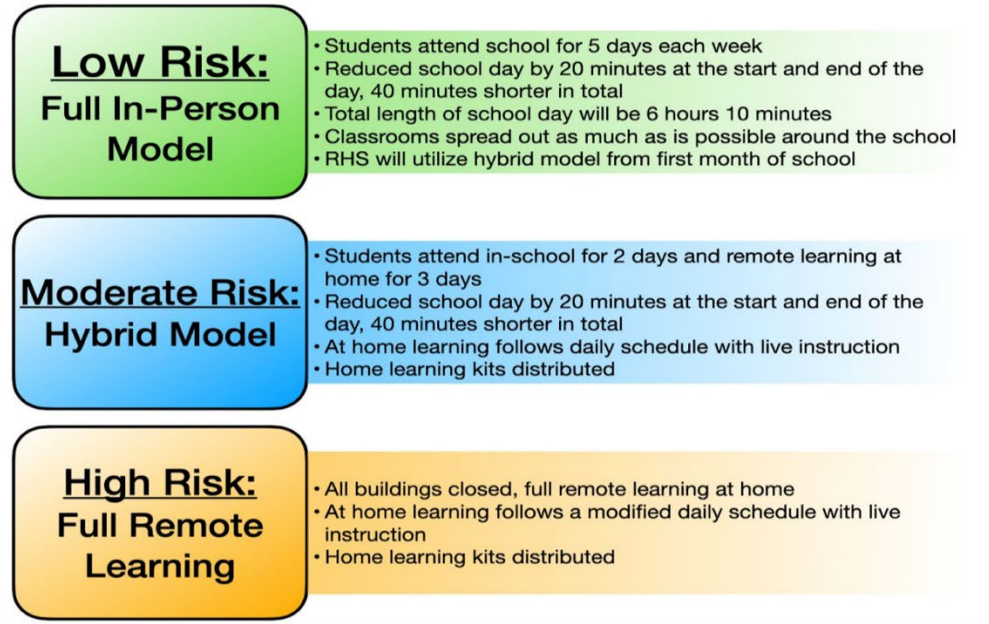 Low Risk:
Full In-Person
Model
• Students attend school for 5 days each week
• Reduced school day by 20 minutes at the start and end of the
day, 40 minutes shorter in total
• Total length of school day will be 6 hours 10 minutes
• Classrooms spread out as much as is possible around the school
• RHS will utilize hybrid model from first month of school
Moderate Risk:
Hybrid Model
• Students attend in-school for 2 days and remote learning at
home for 3 days
• Reduced school day by 20 minutes at the start and end of the
day, 40 minutes shorter in total
• At home learning follows daily schedule with live instruction
• Home learning kits distributed
High Risk:
Full Remote
Learning
• All buildings closed, full remote learning at home
• At home learning follows a modified daily schedule with live
instruction
• Home learning kits distributed